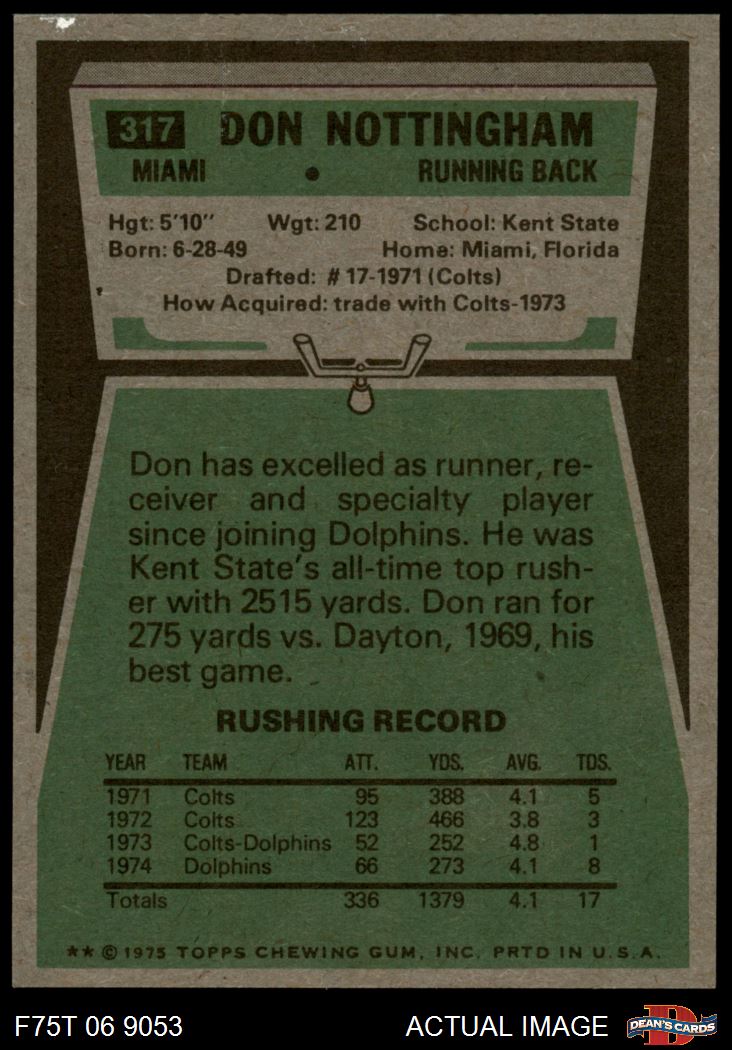 317 DON NOTTINGHAM
MIAMI • RUNNING BACK
Hgt: 5'10" Wgt: 210 School: Kent State
Born: 6-28-49 Home: Miami, Florida
Drafted: #17-1971 (Colts)
How Acquired: trade with Colts-1973
Don has excelled as runner, re-
ceiver and specialty player
since joining Dolphins. He was
Kent State's all-time top rush-
er with 2515 yards. Don ran for
275 yards vs. Dayton, 1969, his
best game.
RUSHING RECORD
YEAR TEAM ATT. YDS. AVG. TDS.
1971 Colts 95 388 4.1 5
1972 Colts 123 466 3.8 3
1973 Colts-Dolphins 52 252 4.8 1
1974 Dolphins 66 273 4.1 8
Totals 336 1379 4.1 17
★★ © 1975 TOPPS CHEWING GUM, INC. PRTD IN U.S.A.
F75T 06 9053 ACTUAL IMAGE D DEAN'S CARDS